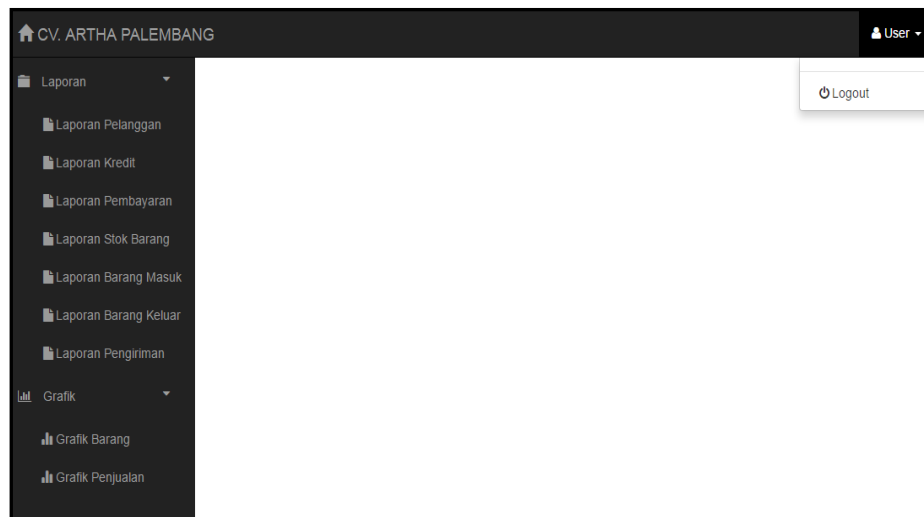 CV. ARTHA PALEMBANG
User
Logout
Laporan
Laporan Pelanggan
Laporan Kredit
Laporan Pembayaran
Laporan Stok Barang
Laporan Barang Masuk
Laporan Barang Keluar
Laporan Pengiriman
Grafik
Grafik Barang
Grafik Penjualan